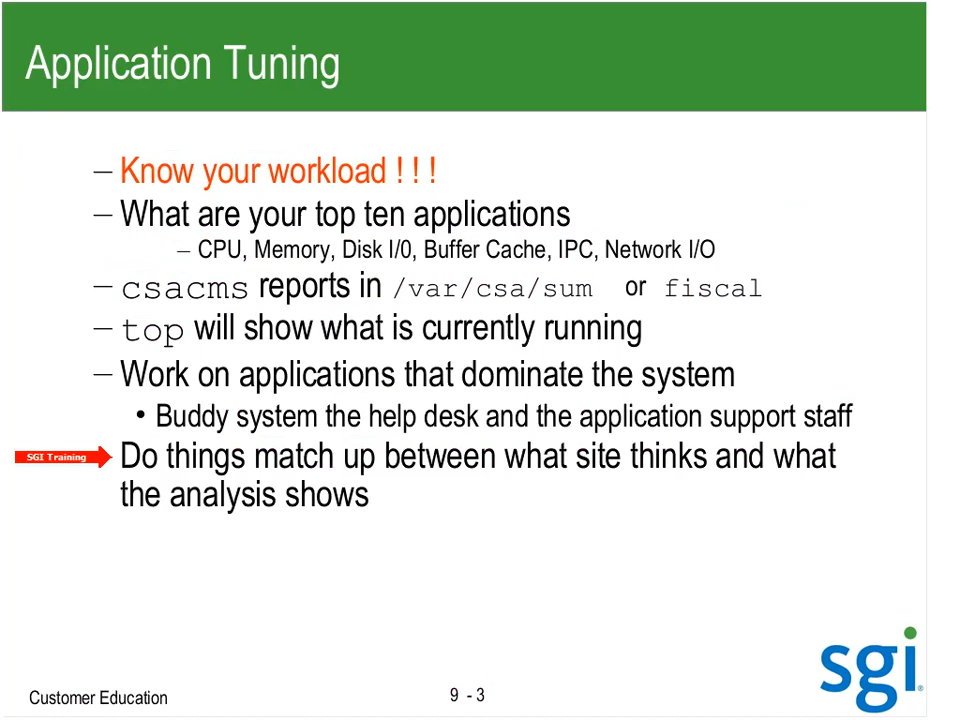 Application Tuning
– Know your workload ! ! !
– What are your top ten applications
– CPU, Memory, Disk I/0, Buffer Cache, IPC, Network I/O
– csacms reports in /var/csa/sum or fiscal
– top will show what is currently running
– Work on applications that dominate the system
• Buddy system the help desk and the application support staff
SGI Training Do things match up between what site thinks and what
the analysis shows
sgi®
Customer Education 9 - 3